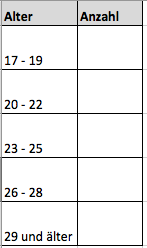 Alter Anzahl
17 - 19
20 - 22
23 - 25
26 - 28
29 und älter